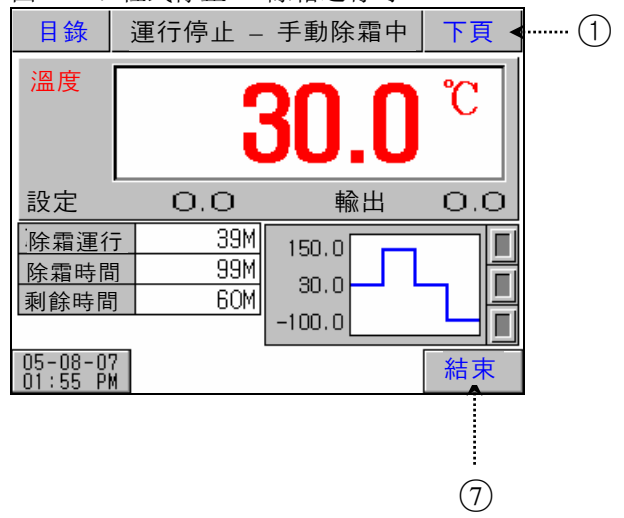 目錄 運行停止 – 手動除霜中 下頁 ①
溫度 30.0 ℃
設定 0.0 輸出 0.0
除霜運行 39M
除霜時間 99M
剩餘時間 60M
150.0
30.0
-100.0
05-08-07
01:55 PM
結束
⑦